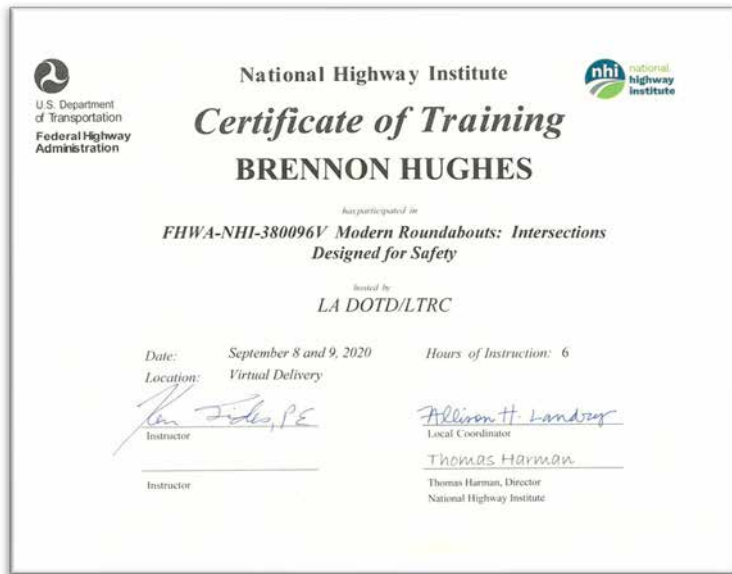 U.S. Department
of Transportation
Federal Highway
Administration
National Highway Institute
nhi national
highway
institute
Certificate of Training
BRENNON HUGHES
has participated in
FHWA-NHI-380096V Modern Roundabouts: Intersections
Designed for Safety
hosted by
LA DOTD/LTRC
Date: September 8 and 9, 2020
Hours of Instruction: 6
Location: Virtual Delivery
Ken PE
Instructor
Allison H. Landry
Local Coordinator
Thomas Harman
Instructor
Thomas Harman, Director
National Highway Institute